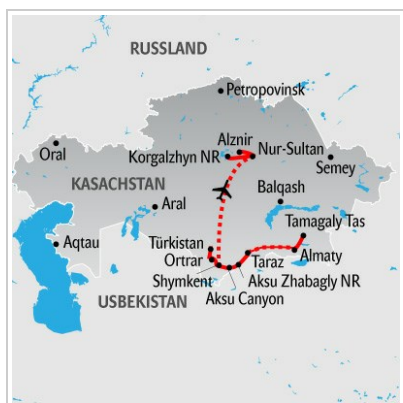 RUSSLAND
Petropovinsk
Alznir
Oral
Korgalzhyn NR
Nur-Sultan
Semey
KASACHSTAN
Balqash
Aral
Tamagaly Tas
Aqtau
Türkistan
Ortrar
Taraz
Almaty
Shymkent
Aksu Zhabagly NR
USBEKISTAN
Aksu Canyon